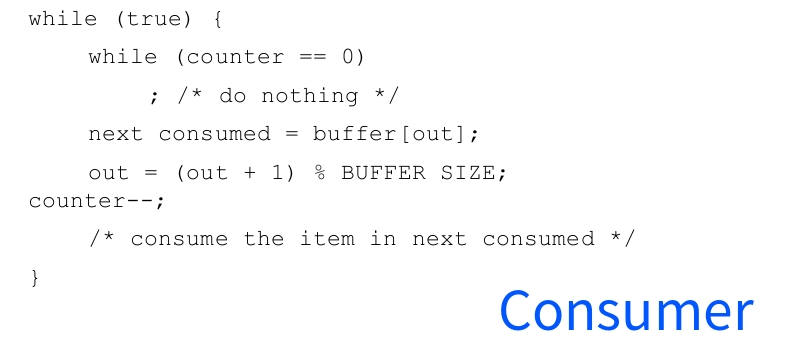 while (true) {
while (counter == 0)
; /* do nothing */
next consumed = buffer[out];
out = (out + 1) % BUFFER SIZE;
counter--;
/* consume the item in next consumed */
}
Consumer